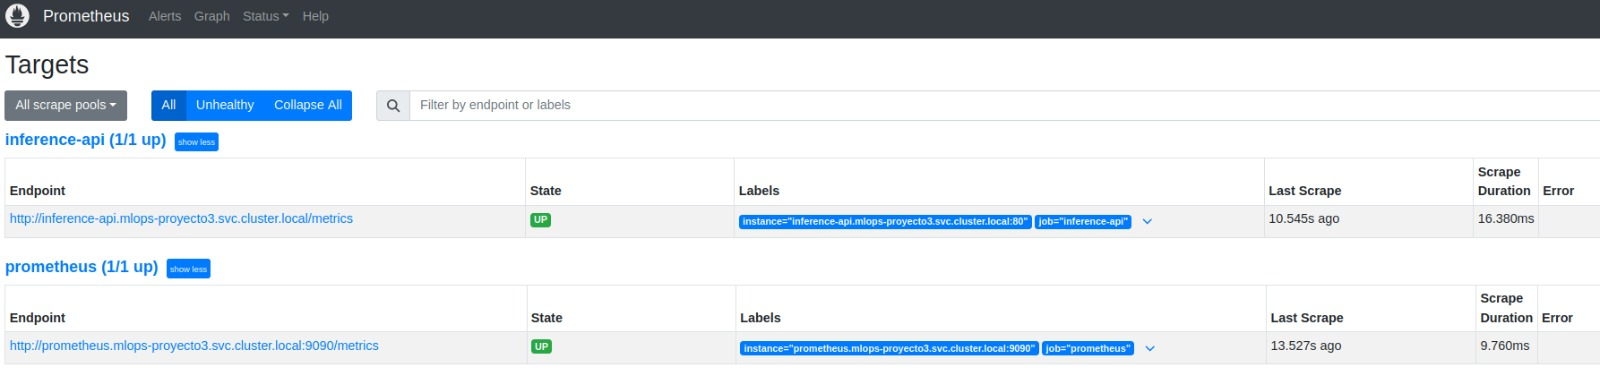 Prometheus Alerts Graph Status Help
Targets
All scrape pools All Unhealthy Collapse All Filter by endpoint or labels
inference-api (1/1 up) show less
Endpoint State Labels Last Scrape Scrape Duration Error
http://inference-api.mlops-proyecto3.svc.cluster.local/metrics UP instance="inference-api.mlops-proyecto3.svc.cluster.local:80" job="inference-api" 10.545s ago 16.380ms
prometheus (1/1 up) show less
Endpoint State Labels Last Scrape Scrape Duration Error
http://prometheus.mlops-proyecto3.svc.cluster.local:9090/metrics UP instance="prometheus.mlops-proyecto3.svc.cluster.local:9090" job="prometheus" 13.527s ago 9.760ms